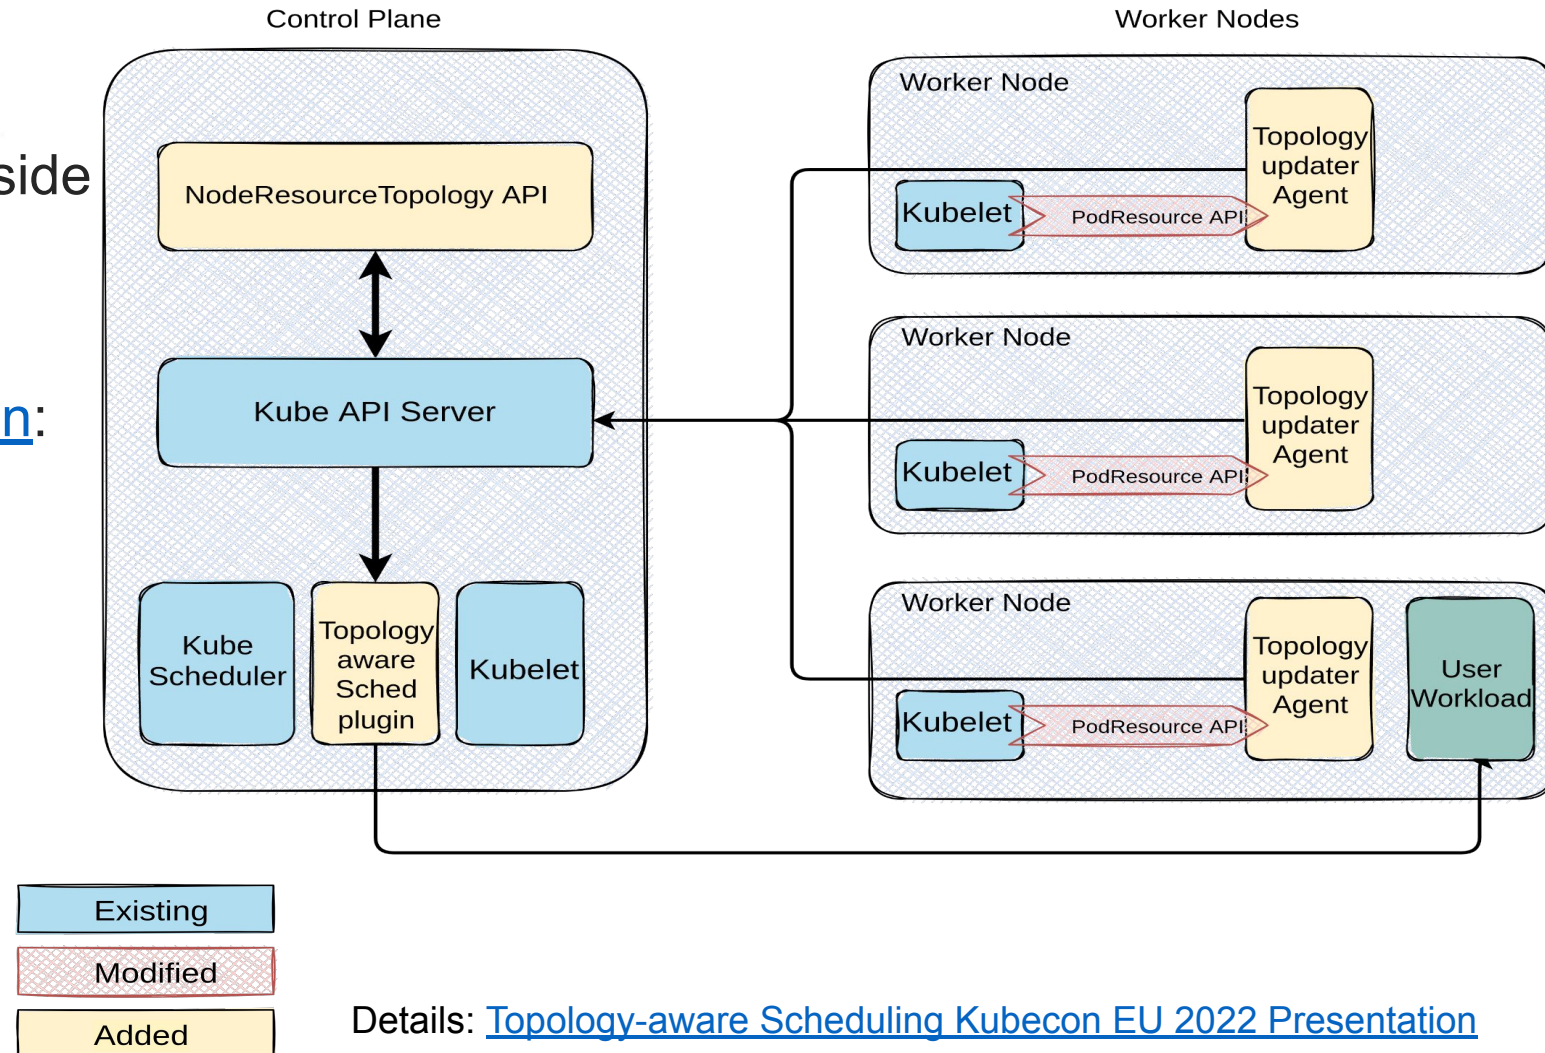 Control Plane
Worker Nodes
side
n:
NodeResourceTopology API
Kube API Server
Kube
Scheduler
Topology
aware
Sched
plugin
Kubelet
Worker Node
Kubelet
PodResource API
Topology
updater
Agent
Worker Node
Kubelet
PodResource API
Topology
updater
Agent
Worker Node
Kubelet
PodResource API
Topology
updater
Agent
User
Workload
Existing
Modified
Added
Details: Topology-aware Scheduling Kubecon EU 2022 Presentation